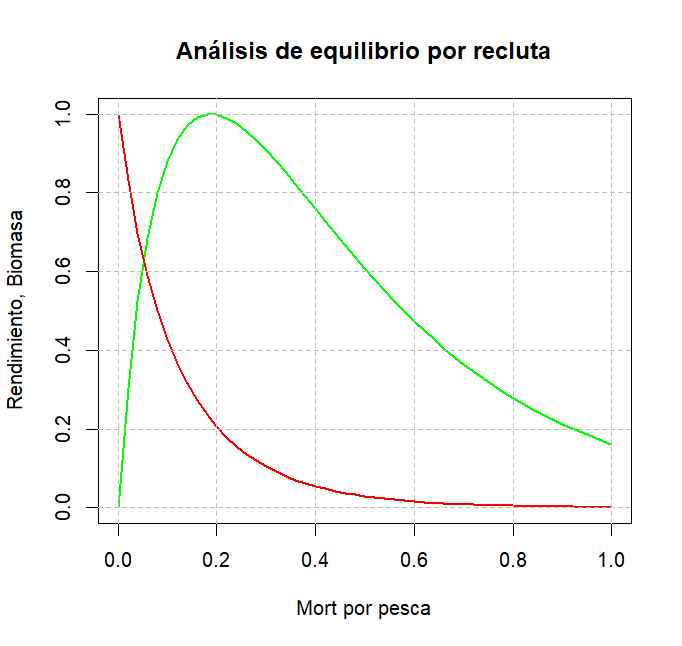 Análisis de equilibrio por recluta
Rendimiento, Biomasa
1.0
0.8
0.6
0.4
0.2
0.0
0.0 0.2 0.4 0.6 0.8 1.0
Mort por pesca